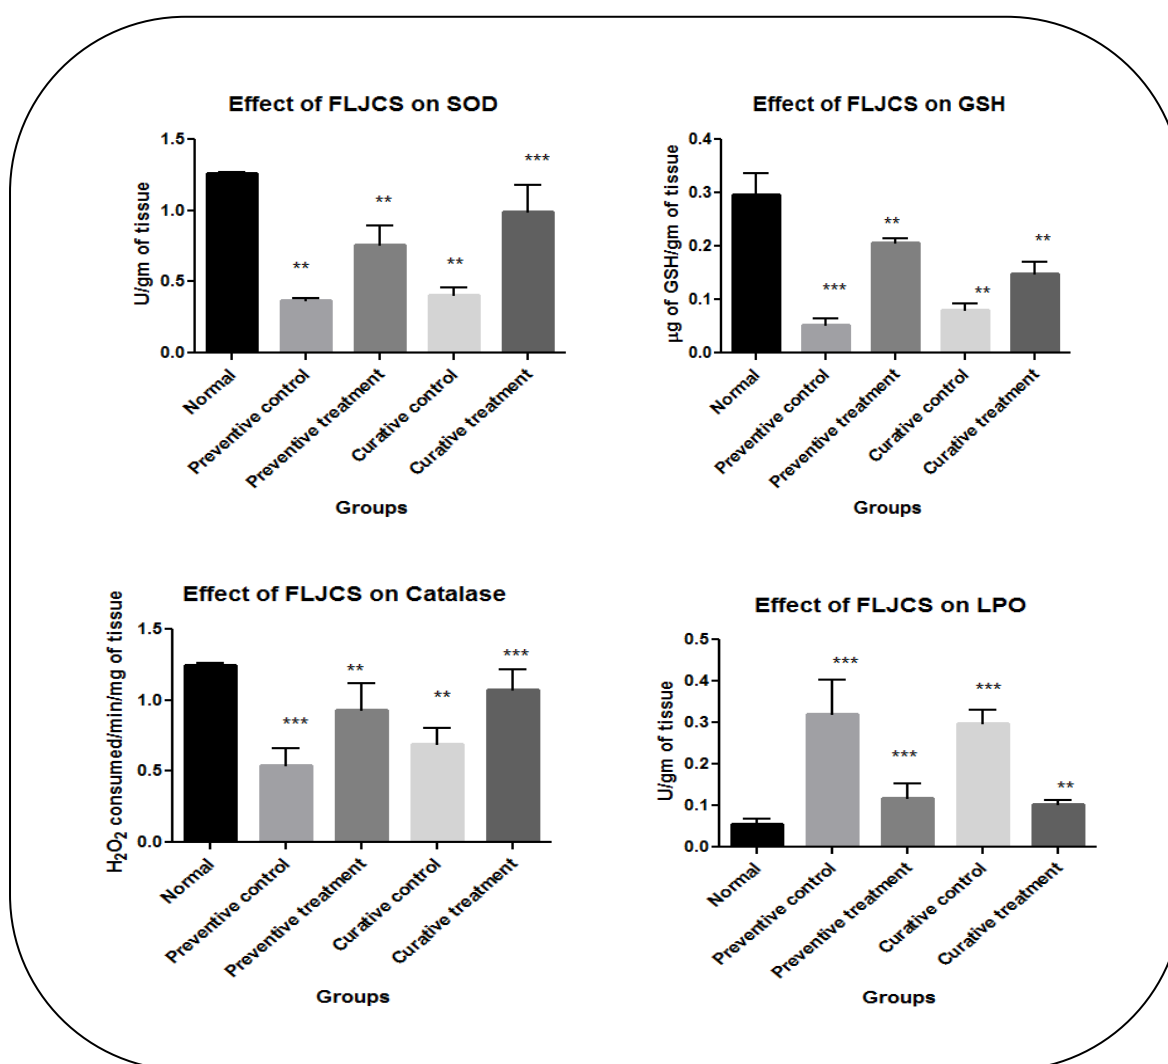 Effect of FLJCS on SOD
U/gm of tissue
1.5
1.0
0.5
0.0
**
**
**
***
Normal
Preventive control
Preventive treatment
Curative control
Curative treatment
Groups
Effect of FLJCS on GSH
µg of GSH/gm of tissue
0.4
0.3
0.2
0.1
0.0
***
**
**
**
Normal
Preventive control
Preventive treatment
Curative control
Curative treatment
Groups
Effect of FLJCS on Catalase
H₂O₂ consumed/min/mg of tissue
1.5
1.0
0.5
0.0
***
**
**
***
Normal
Preventive control
Preventive treatment
Curative control
Curative treatment
Groups
Effect of FLJCS on LPO
U/gm of tissue
0.5
0.4
0.3
0.2
0.1
0.0
***
***
***
**
Normal
Preventive control
Preventive treatment
Curative control
Curative treatment
Groups